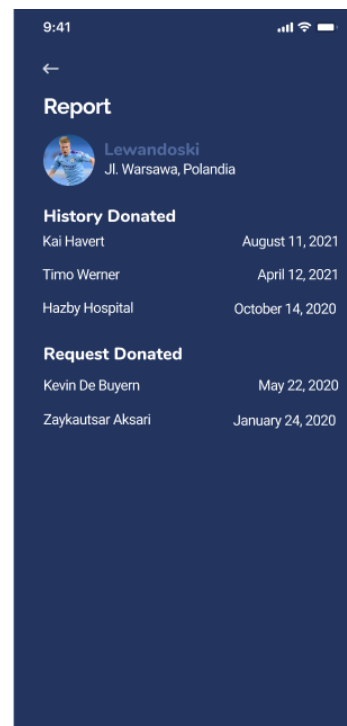 9:41
Report
Lewandoski
Jl. Warsawa, Polandia
History Donated
Kai Havert August 11, 2021
Timo Werner April 12, 2021
Hazby Hospital October 14, 2020
Request Donated
Kevin De Buyern May 22, 2020
Zaykautsar Aksari January 24, 2020